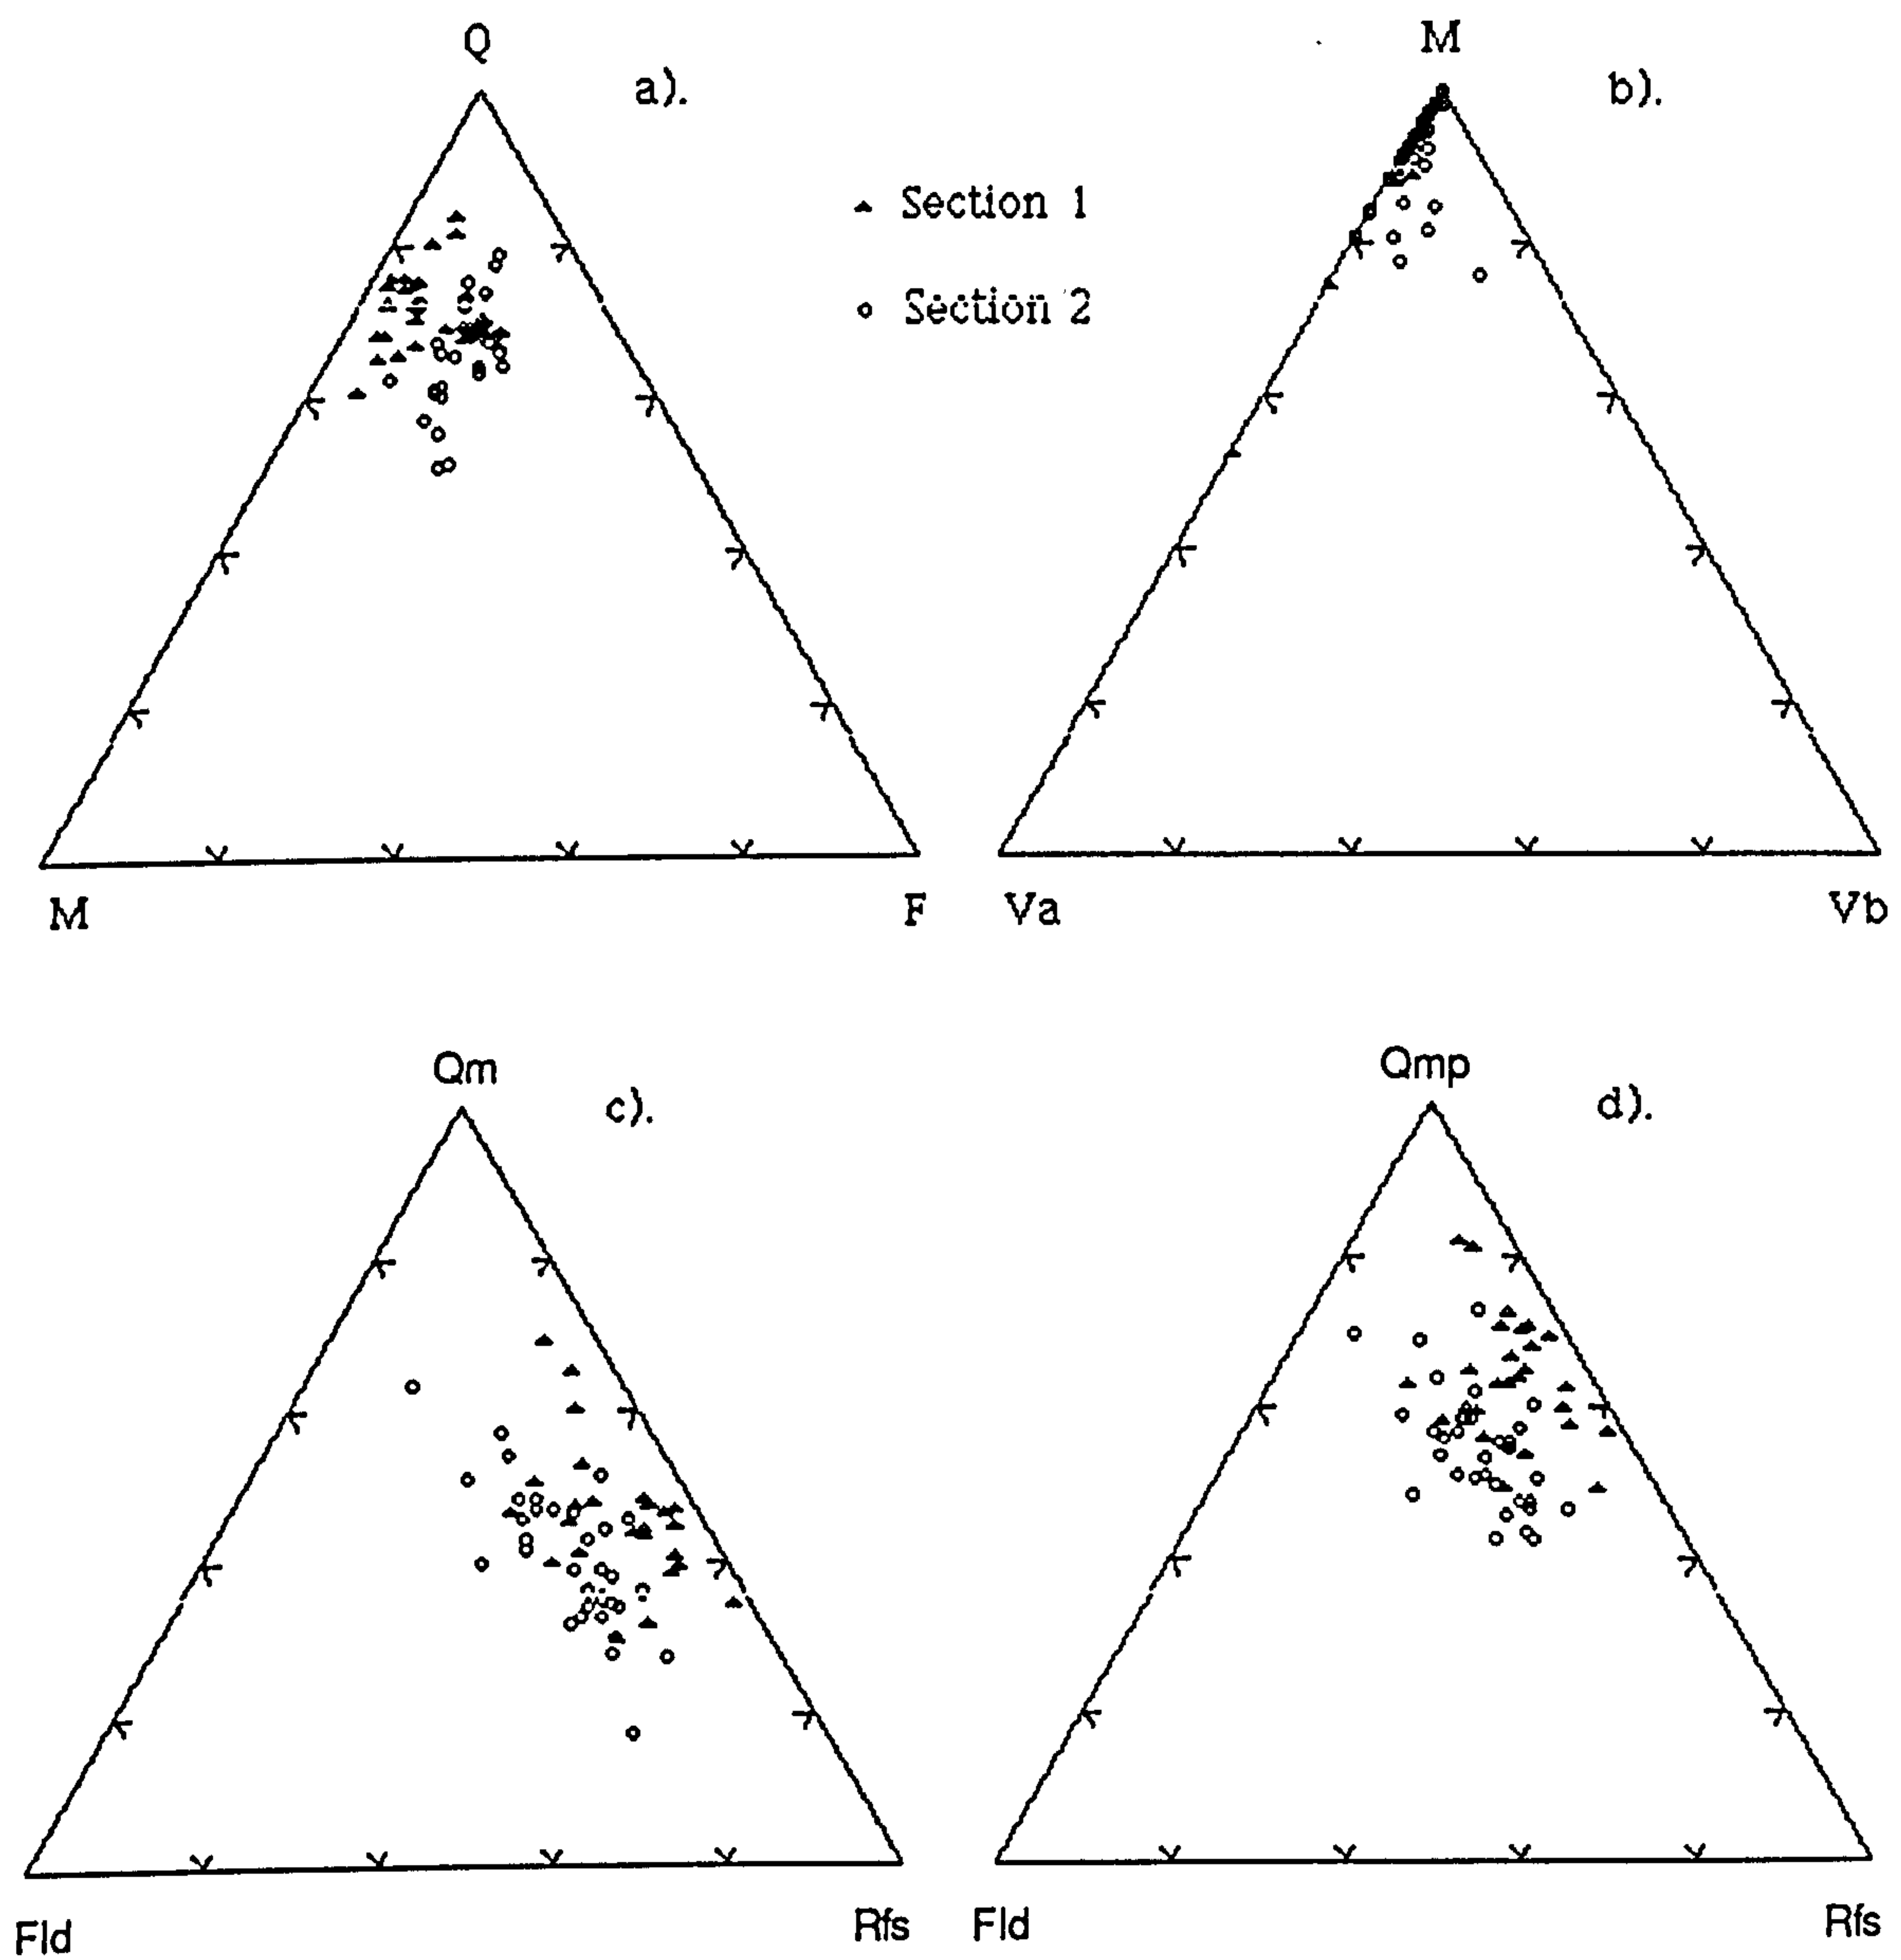 Q
a).
M
F
Section 1
Section 2
M
b).
Va
Vb
Qm
c).
Fld
Rfs
Qmp
d).
Fld
Rfs